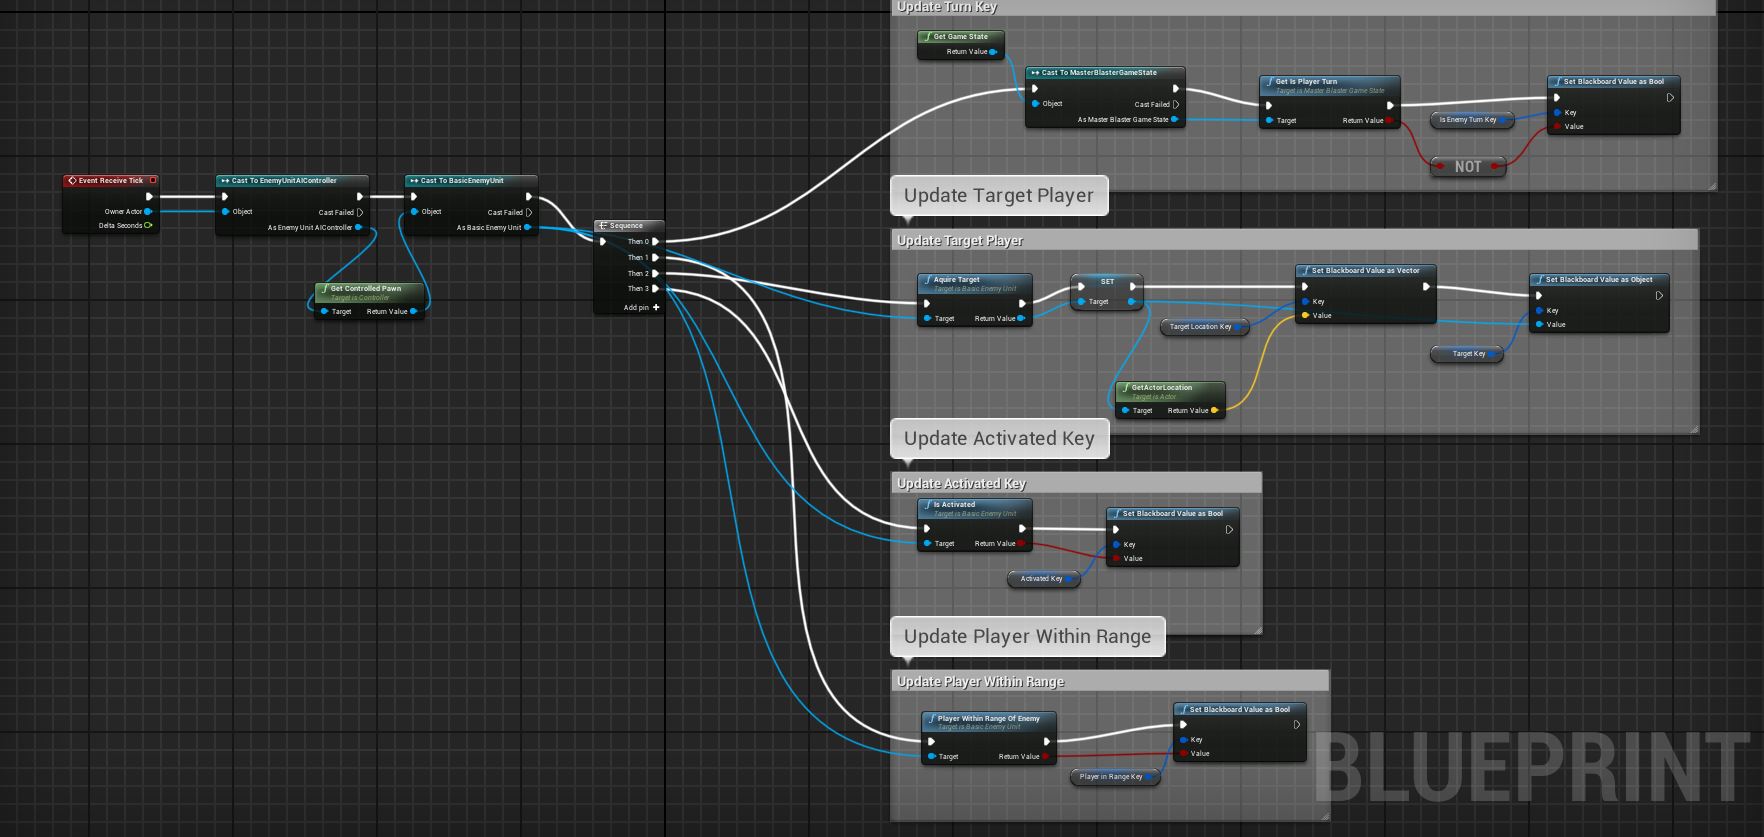 Update Turn Key
Get Game State
Return Value
Cast To MasterBlasterGameState
Object
Cast Failed
As Master Blaster Game State
Get Is Player Turn
Target is Master Blaster Game State
Target
Return Value
Is Enemy Turn Key
NOT
Set Blackboard Value as Bool
Key
Value
Event Receive Tick
Owner Actor
Delta Seconds
Cast To EnemyUnitAIController
Object
Cast Failed
As Enemy Unit AIController
Get Controlled Pawn
Target is Controller
Target
Return Value
Cast To BasicEnemyUnit
Object
Cast Failed
As Basic Enemy Unit
Sequence
Then 0
Then 1
Then 2
Then 3
Add pin
Update Target Player
Update Target Player
Aquire Target
Target is Basic Enemy Unit
Target
Return Value
SET
Target
Target Location Key
GetActorLocation
Target is Actor
Target
Return Value
Set Blackboard Value as Vector
Key
Value
Target Key
Set Blackboard Value as Object
Key
Value
Update Activated Key
Update Activated Key
Is Activated
Target is Basic Enemy Unit
Target
Return Value
Activated Key
Set Blackboard Value as Bool
Key
Value
Update Player Within Range
Update Player Within Range
Player Within Range Of Enemy
Target is Basic Enemy Unit
Target
Return Value
Player in Range Key
Set Blackboard Value as Bool
Key
Value
BLUEPRINT